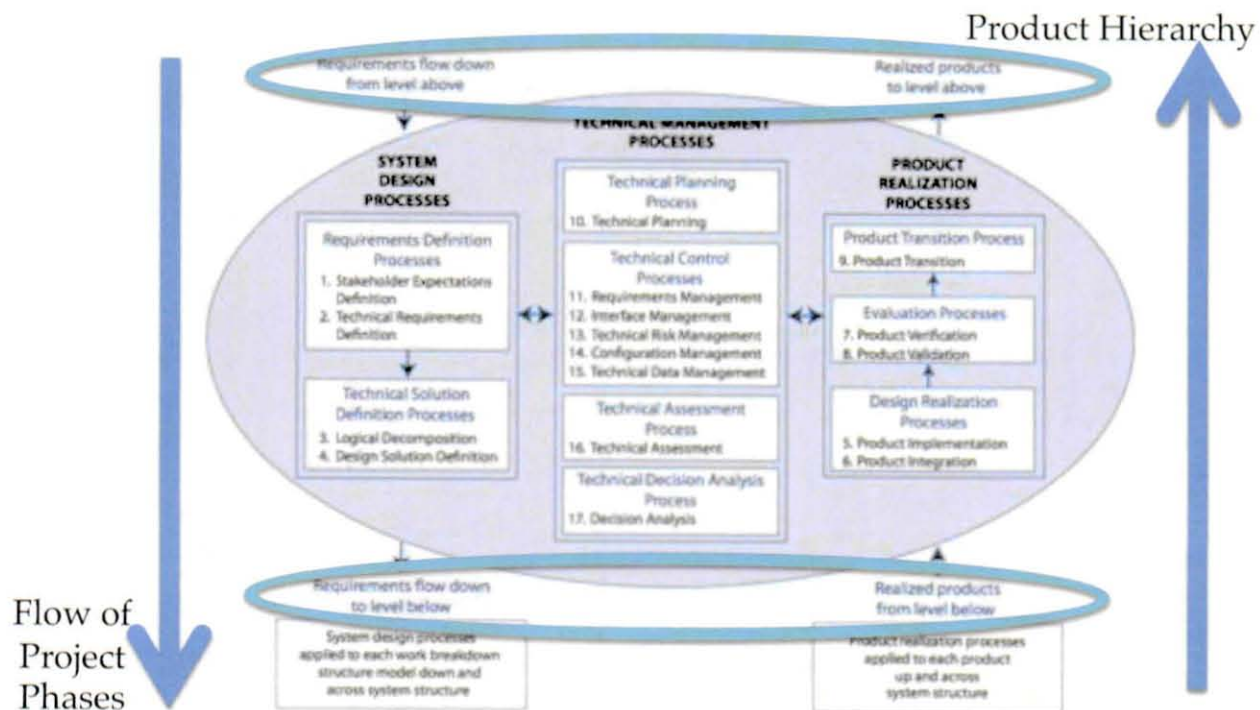 Product Hierarchy
Requirements flow down
from level above
Realized products
to level above
TECHNICAL MANAGEMENT
PROCESSES
SYSTEM
DESIGN
PROCESSES
PRODUCT
REALIZATION
PROCESSES
Requirements Definition
Processes
1. Stakeholder Expectations
Definition
2. Technical Requirements
Definition
Technical Solution
Definition Processes
3. Logical Decomposition
4. Design Solution Definition
Technical Planning
Process
10. Technical Planning
Technical Control
Processes
11. Requirements Management
12. Interface Management
13. Technical Risk Management
14. Configuration Management
15. Technical Data Management
Technical Assessment
Process
16. Technical Assessment
Technical Decision Analysis
Process
17. Decision Analysis
Product Transition Process
9. Product Transition
Evaluation Processes
7. Product Verification
8. Product Validation
Design Realization
Processes
5. Product Implementation
6. Product Integration
Requirements flow down
to level below
Realized products
from level below
System design processes
applied to each work breakdown
structure model down and
across system structure
Product realization processes
applied to each product
up and across
system structure
Flow of
Project
Phases